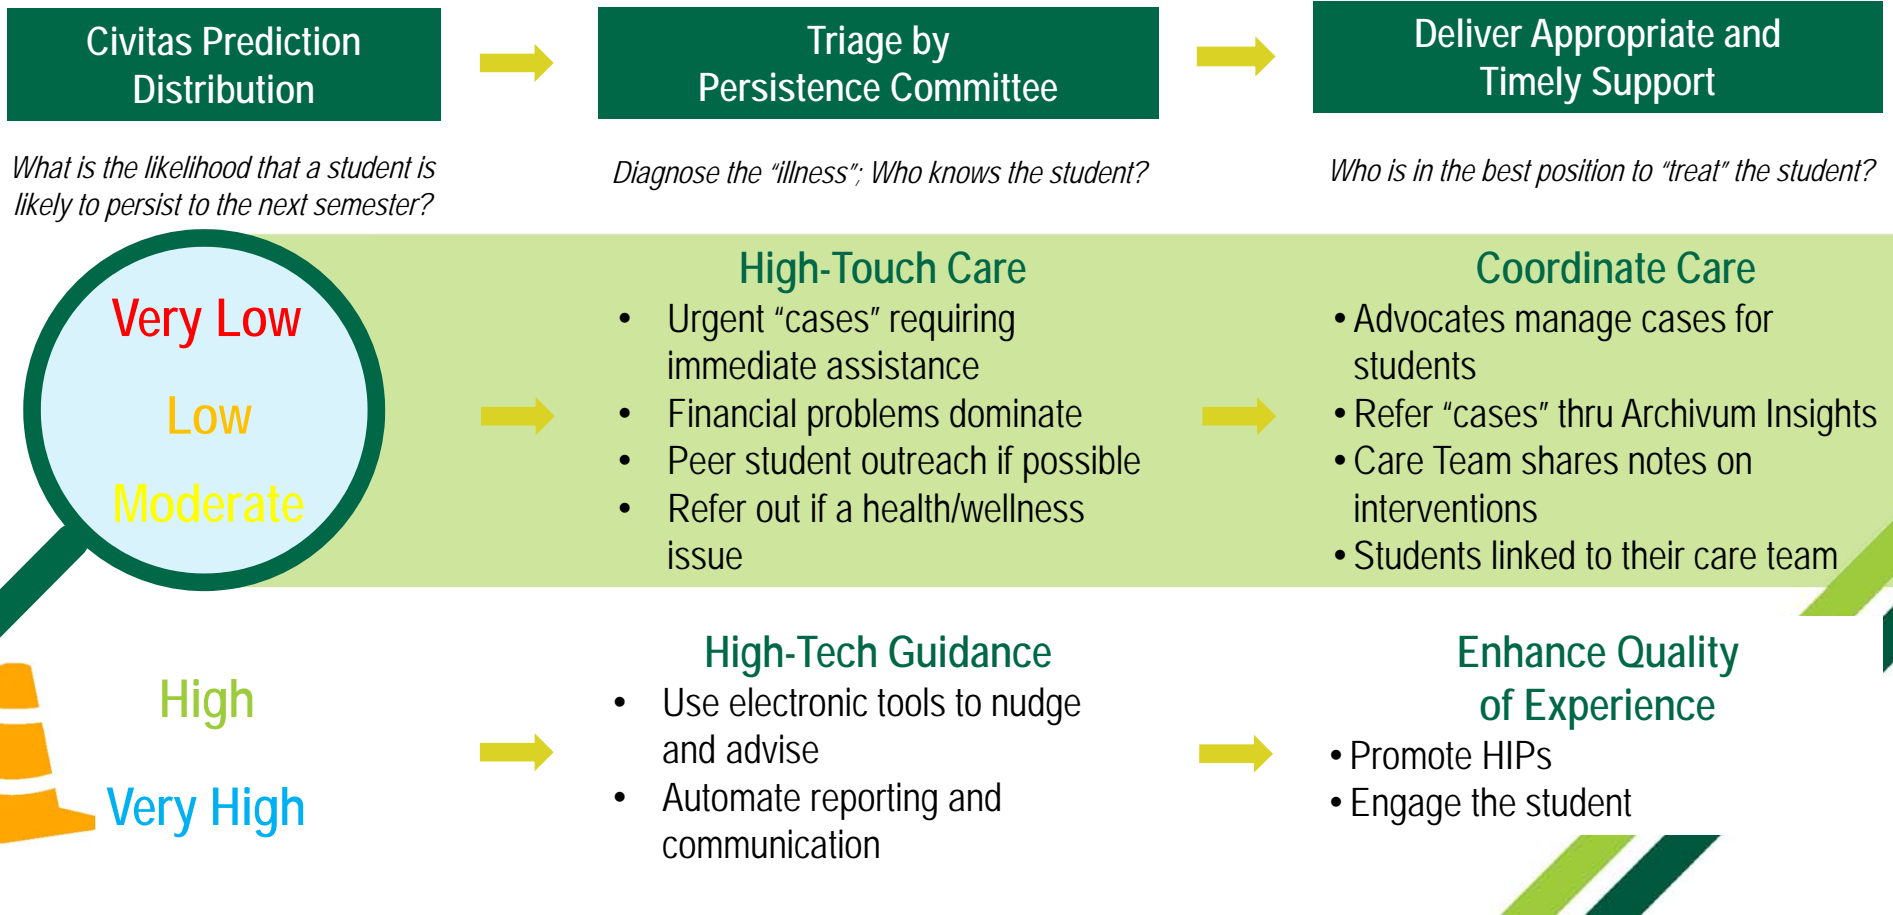 Civitas Prediction
Distribution
Triage by
Persistence Committee
Deliver Appropriate and
Timely Support
What is the likelihood that a student is
likely to persist to the next semester?
Diagnose the “illness”; Who knows the student?
Who is in the best position to “treat” the student?
Very Low
Low
Moderate
High-Touch Care
• Urgent “cases” requiring
immediate assistance
• Financial problems dominate
• Peer student outreach if possible
• Refer out if a health/wellness
issue
Coordinate Care
• Advocates manage cases for
students
• Refer “cases” thru Archivum Insights
• Care Team shares notes on
interventions
• Students linked to their care team
High
Very High
High-Tech Guidance
• Use electronic tools to nudge
and advise
• Automate reporting and
communication
Enhance Quality
of Experience
• Promote HIPs
• Engage the student